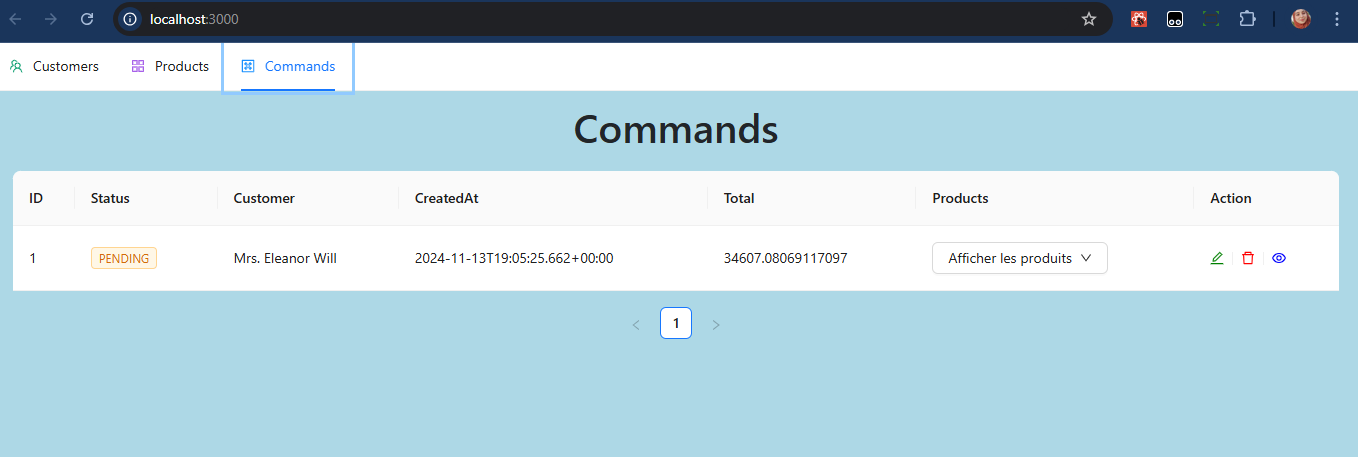 localhost:3000
Customers Products Commands
Commands
ID Status Customer CreatedAt Total Products Action
1 PENDING Mrs. Eleanor Will 2024-11-13T19:05:25.662+00:00 34607.08069117097 Afficher les produits
1